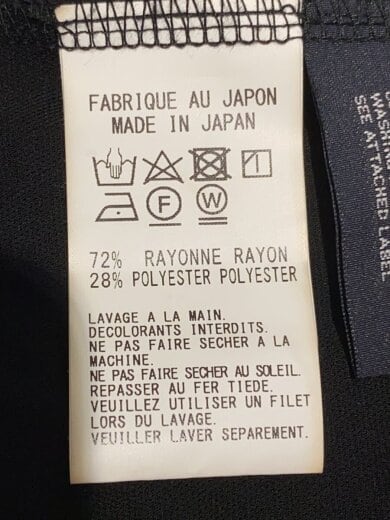 FABRIQUE AU JAPON
MADE IN JAPAN
F
W
72% RAYONNE RAYON
28% POLYESTER POLYESTER
LAVAGE A LA MAIN.
DECOLORANTS INTERDITS.
NE PAS FAIRE SECHER A LA
MACHINE.
NE PAS FAIRE SECHER AU SOLEIL.
REPASSER AU FER TIEDE.
VEUILLEZ UTILISER UN FILET
LORS DU LAVAGE.
VEUILLER LAVER SEPAREMENT.
SEE ATTACHED LABEL